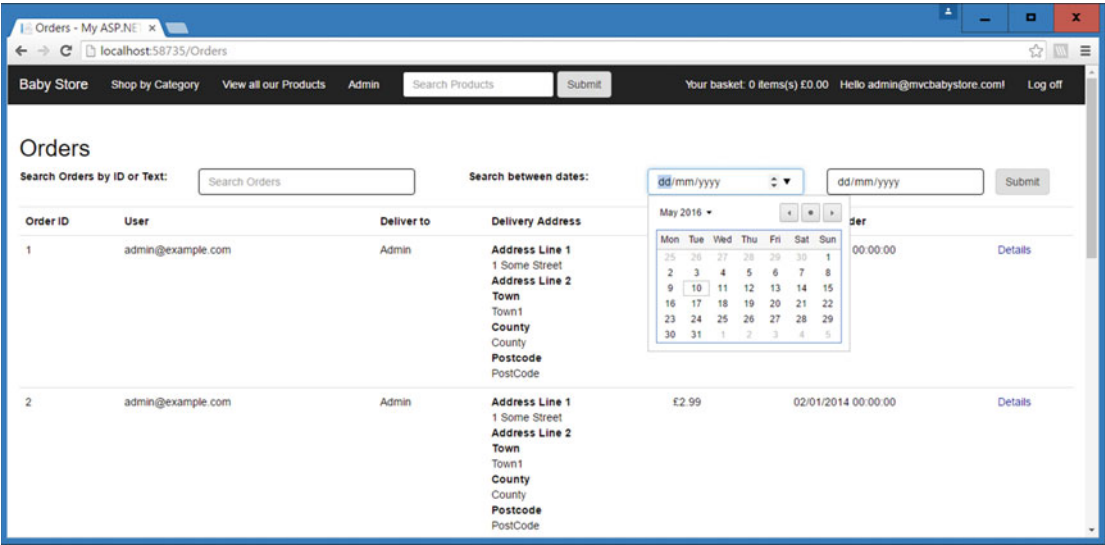 Orders - My ASP.NE
localhost:58735/Orders
Baby Store Shop by Category View all our Products Admin Search Products Submit Your basket: 0 items(s) £0.00 Hello admin@mvcbabystore.com! Log off
Orders
Search Orders by ID or Text: Search Orders Search between dates: dd/mm/yyyy dd/mm/yyyy Submit
Order ID User Deliver to Delivery Address der
May 2016
Mon Tue Wed Thu Fri Sat Sun
25 26 27 28 29 30 1
2 3 4 5 6 7 8
9 10 11 12 13 14 15
16 17 18 19 20 21 22
23 24 25 26 27 28 29
30 31 1 2 3 4 5
1 admin@example.com Admin Address Line 1 00:00:00 Details
1 Some Street
Address Line 2
Town
Town1
County
County
Postcode
PostCode
2 admin@example.com Admin Address Line 1 £2.99 02/01/2014 00:00:00 Details
1 Some Street
Address Line 2
Town
Town1
County
County
Postcode
PostCode